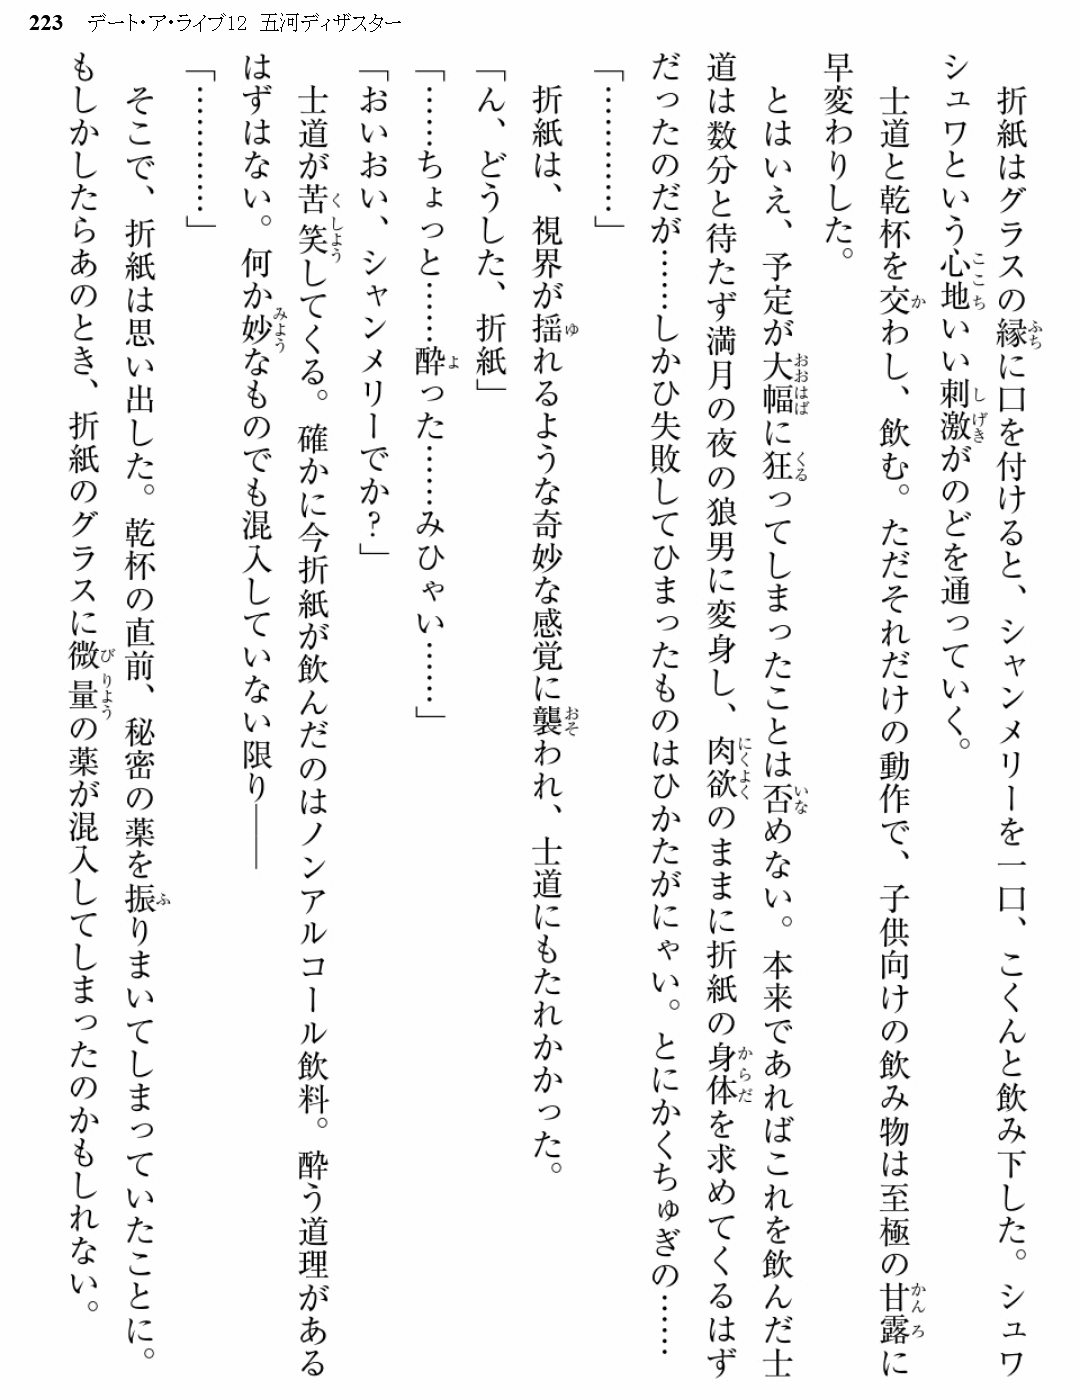 223 デート・ア・ライブ12 五河ディザスター
折紙はグラスの縁に口を付けると、シャンメリーを一口、こくんと飲み下した。シュワ
シュワという心地いい刺激がのどを通っていく。
士道と乾杯を交わし、飲む。ただそれだけの動作で、子供向けの飲み物は至極の甘露に
早変わりした。
とはいえ、予定が大幅に狂ってしまったことは否めない。本来であればこれを飲んだ士
道は数分と待たず満月の夜の狼男に変身し、肉欲のままに折紙の身体を求めてくるはず
だったのだが……しかひ失敗してひまったものはひかたがにゃい。とにかくちゅぎの……
「…………」
折紙は、視界が揺れるような奇妙な感覚に襲われ、士道にもたれかかった。
「ん、どうした、折紙」
「……ちょっと……酔った……みひゃい……」
「おいおい、シャンメリーでか？」
士道が苦笑してくる。確かに今折紙が飲んだのはノンアルコール飲料。酔う道理がある
はずはない。何か妙なものでも混入していない限り――
「…………」
そこで、折紙は思い出した。乾杯の直前、秘密の薬を振りまいてしまっていたことに。
もしかしたらあのとき、折紙のグラスに微量の薬が混入してしまったのかもしれない。